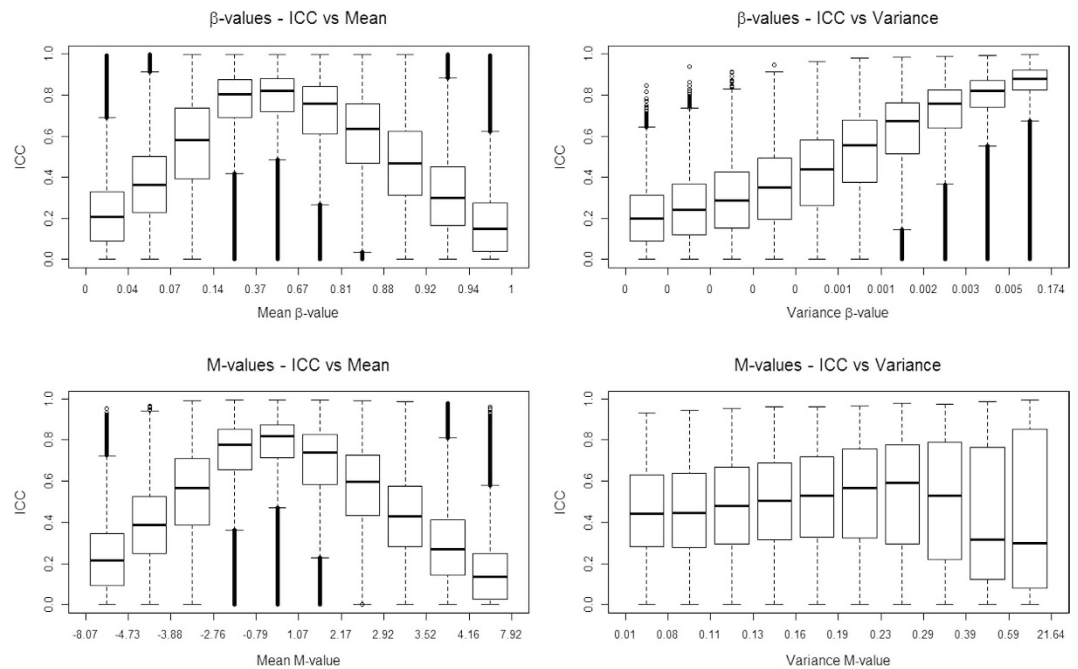 β-values - ICC vs Mean
ICC
0.0 0.2 0.4 0.6 0.8 1.0
0 0.04 0.07 0.14 0.37 0.67 0.81 0.88 0.92 0.94 1
Mean β-value
β-values - ICC vs Variance
ICC
0.0 0.2 0.4 0.6 0.8 1.0
0 0 0 0 0 0.001 0.001 0.002 0.003 0.005 0.174
Variance β-value
M-values - ICC vs Mean
ICC
0.0 0.2 0.4 0.6 0.8 1.0
-8.07 -4.73 -3.88 -2.76 -0.79 1.07 2.17 2.92 3.52 4.16 7.92
Mean M-value
M-values - ICC vs Variance
ICC
0.0 0.2 0.4 0.6 0.8 1.0
0.01 0.08 0.11 0.13 0.16 0.19 0.23 0.29 0.39 0.59 21.64
Variance M-value